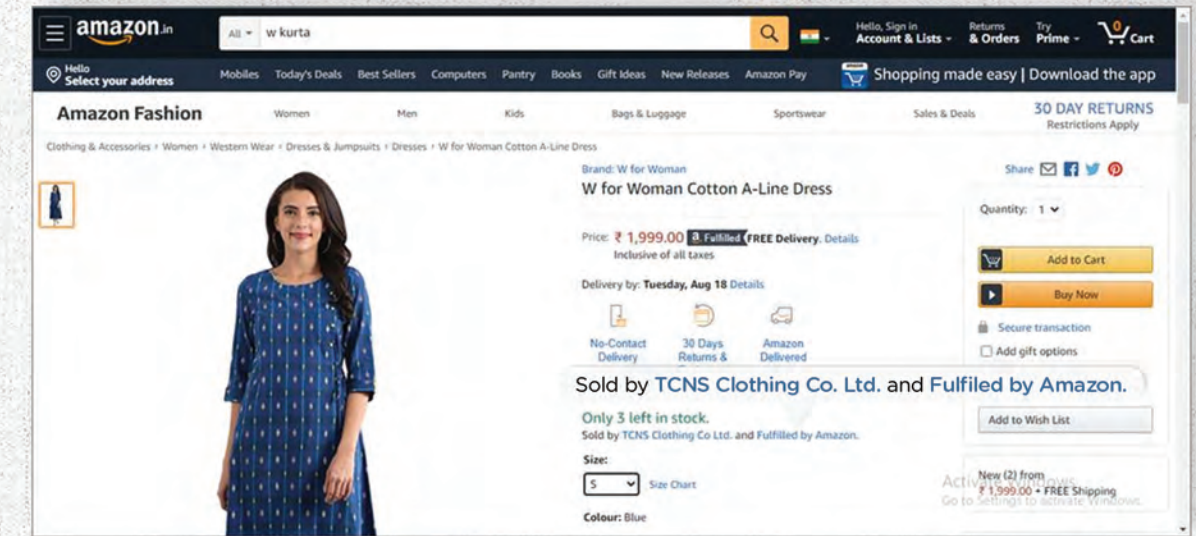 amazon.in
All w kurta
Hello, Sign in
Account & Lists
Returns
& Orders
Try
Prime
0
Cart
Hello
Select your address
Mobiles Today's Deals Best Sellers Computers Pantry Books Gift Ideas New Releases Amazon Pay
Shopping made easy | Download the app
Amazon Fashion Women Men Kids Bags & Luggage Sportswear Sales & Deals
30 DAY RETURNS
Restrictions Apply
Clothing & Accessories › Women › Western Wear › Dresses & Jumpsuits › Dresses › W for Woman Cotton A-Line Dress
Brand: W for Woman
W for Woman Cotton A-Line Dress
Price: ₹ 1,999.00 a Fulfilled FREE Delivery. Details
Inclusive of all taxes
Delivery by: Tuesday, Aug 18 Details
No-Contact
Delivery
30 Days
Returns &
Amazon
Delivered
Sold by TCNS Clothing Co. Ltd. and Fulfiled by Amazon.
Only 3 left in stock.
Sold by TCNS Clothing Co Ltd. and Fulfilled by Amazon.
Size:
S Size Chart
Colour: Blue
Share
Quantity: 1
Add to Cart
Buy Now
Secure transaction
Add gift options
Add to Wish List
New (2) from
₹ 1,999.00 + FREE Shipping
Activate Windows
Go to Settings to activate Windows.